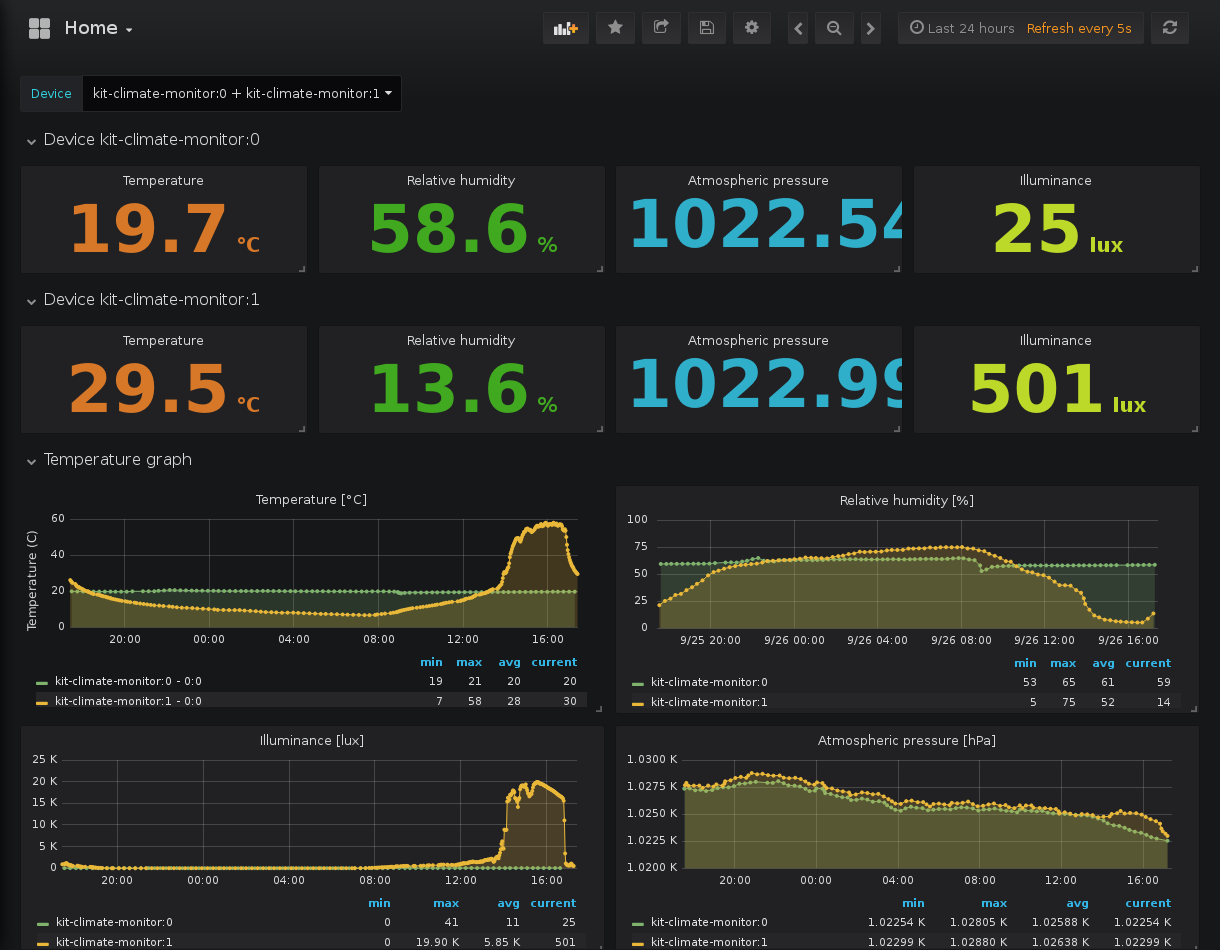 Home
Last 24 hours Refresh every 5s
Device kit-climate-monitor:0 + kit-climate-monitor:1
Device kit-climate-monitor:0
Temperature Relative humidity Atmospheric pressure Illuminance
19.7 °C 58.6 % 1022.54 25 lux
Device kit-climate-monitor:1
Temperature Relative humidity Atmospheric pressure Illuminance
29.5 °C 13.6 % 1022.99 501 lux
Temperature graph
Temperature [°C]
Temperature (C)
60
40
20
0
20:00 00:00 04:00 08:00 12:00 16:00
min max avg current
kit-climate-monitor:0 - 0:0 19 21 20 20
kit-climate-monitor:1 - 0:0 7 58 28 30
Relative humidity [%]
100
75
50
25
0
9/25 20:00 9/26 00:00 9/26 04:00 9/26 08:00 9/26 12:00 9/26 16:00
min max avg current
kit-climate-monitor:0 53 65 61 59
kit-climate-monitor:1 5 75 52 14
Illuminance [lux]
25 K
20 K
15 K
10 K
5 K
0
20:00 00:00 04:00 08:00 12:00 16:00
min max avg current
kit-climate-monitor:0 0 41 11 25
kit-climate-monitor:1 0 19.90 K 5.85 K 501
Atmospheric pressure [hPa]
1.0300 K
1.0275 K
1.0250 K
1.0225 K
1.0200 K
20:00 00:00 04:00 08:00 12:00 16:00
min max avg current
kit-climate-monitor:0 1.02254 K 1.02805 K 1.02588 K 1.02254 K
kit-climate-monitor:1 1.02299 K 1.02880 K 1.02638 K 1.02299 K